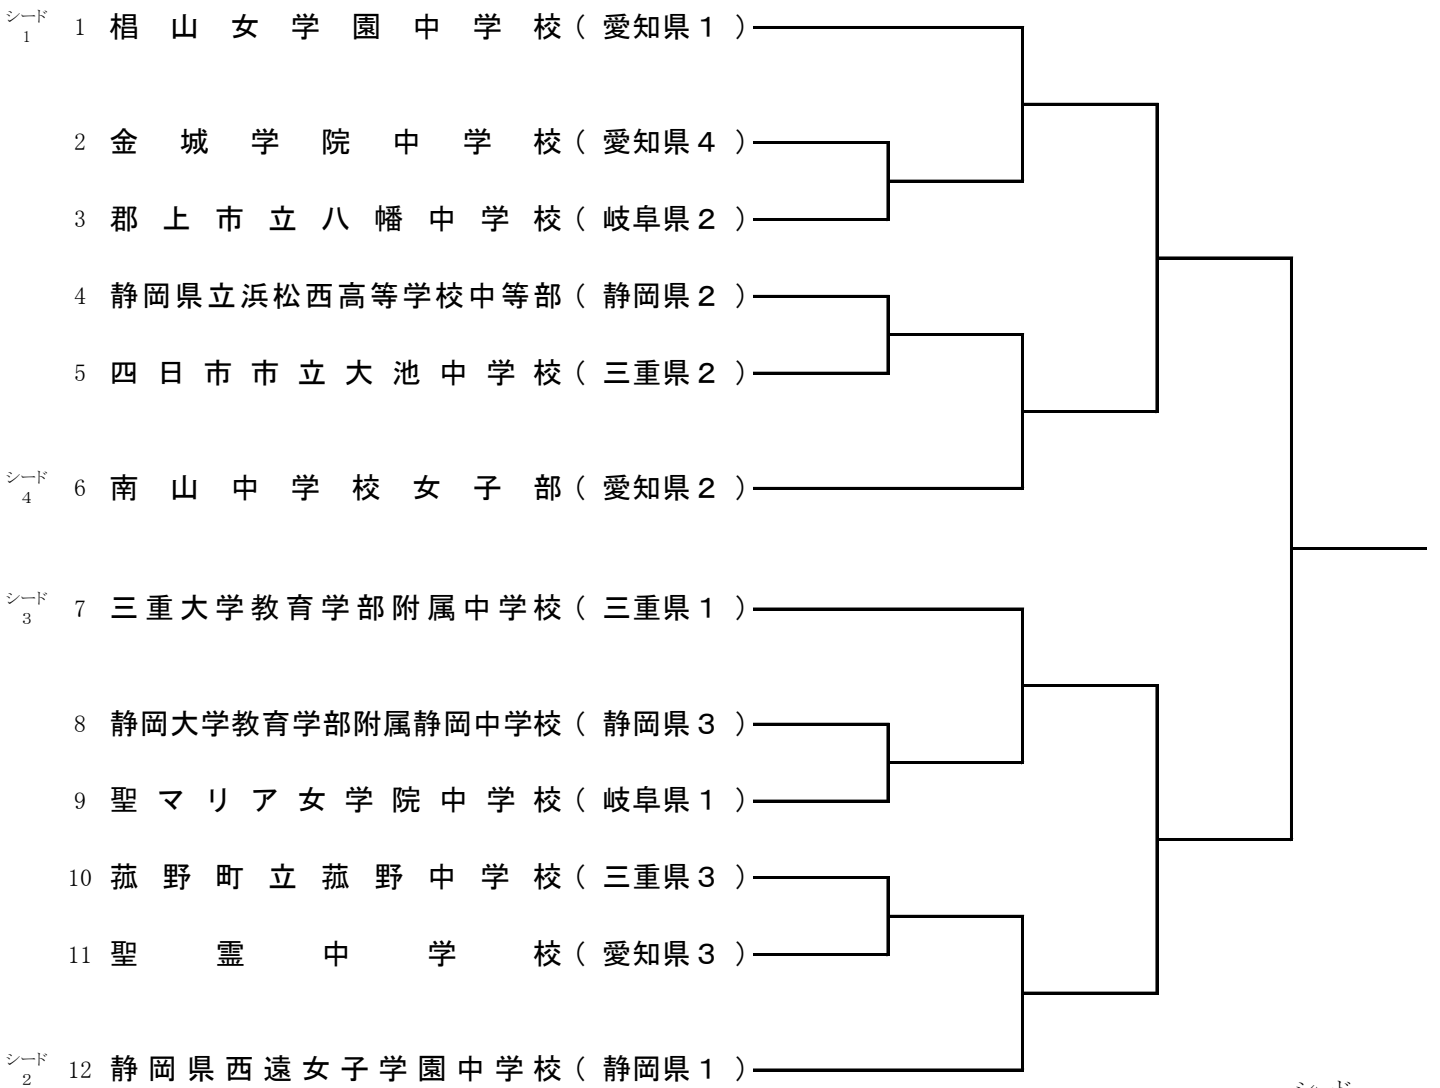 シード1 1 椙山女学園中学校(愛知県1)
2 金城学院中学校(愛知県4)
3 郡上市立八幡中学校(岐阜県2)
4 静岡県立浜松西高等学校中等部(静岡県2)
5 四日市市立大池中学校(三重県2)
シード4 6 南山中学校女子部(愛知県2)
シード3 7 三重大学教育学部附属中学校(三重県1)
8 静岡大学教育学部附属静岡中学校(静岡県3)
9 聖マリア女学院中学校(岐阜県1)
10 菰野町立菰野中学校(三重県3)
11 聖霊中学校(愛知県3)
シード2 12 静岡県西遠女子学園中学校(静岡県1)
シード